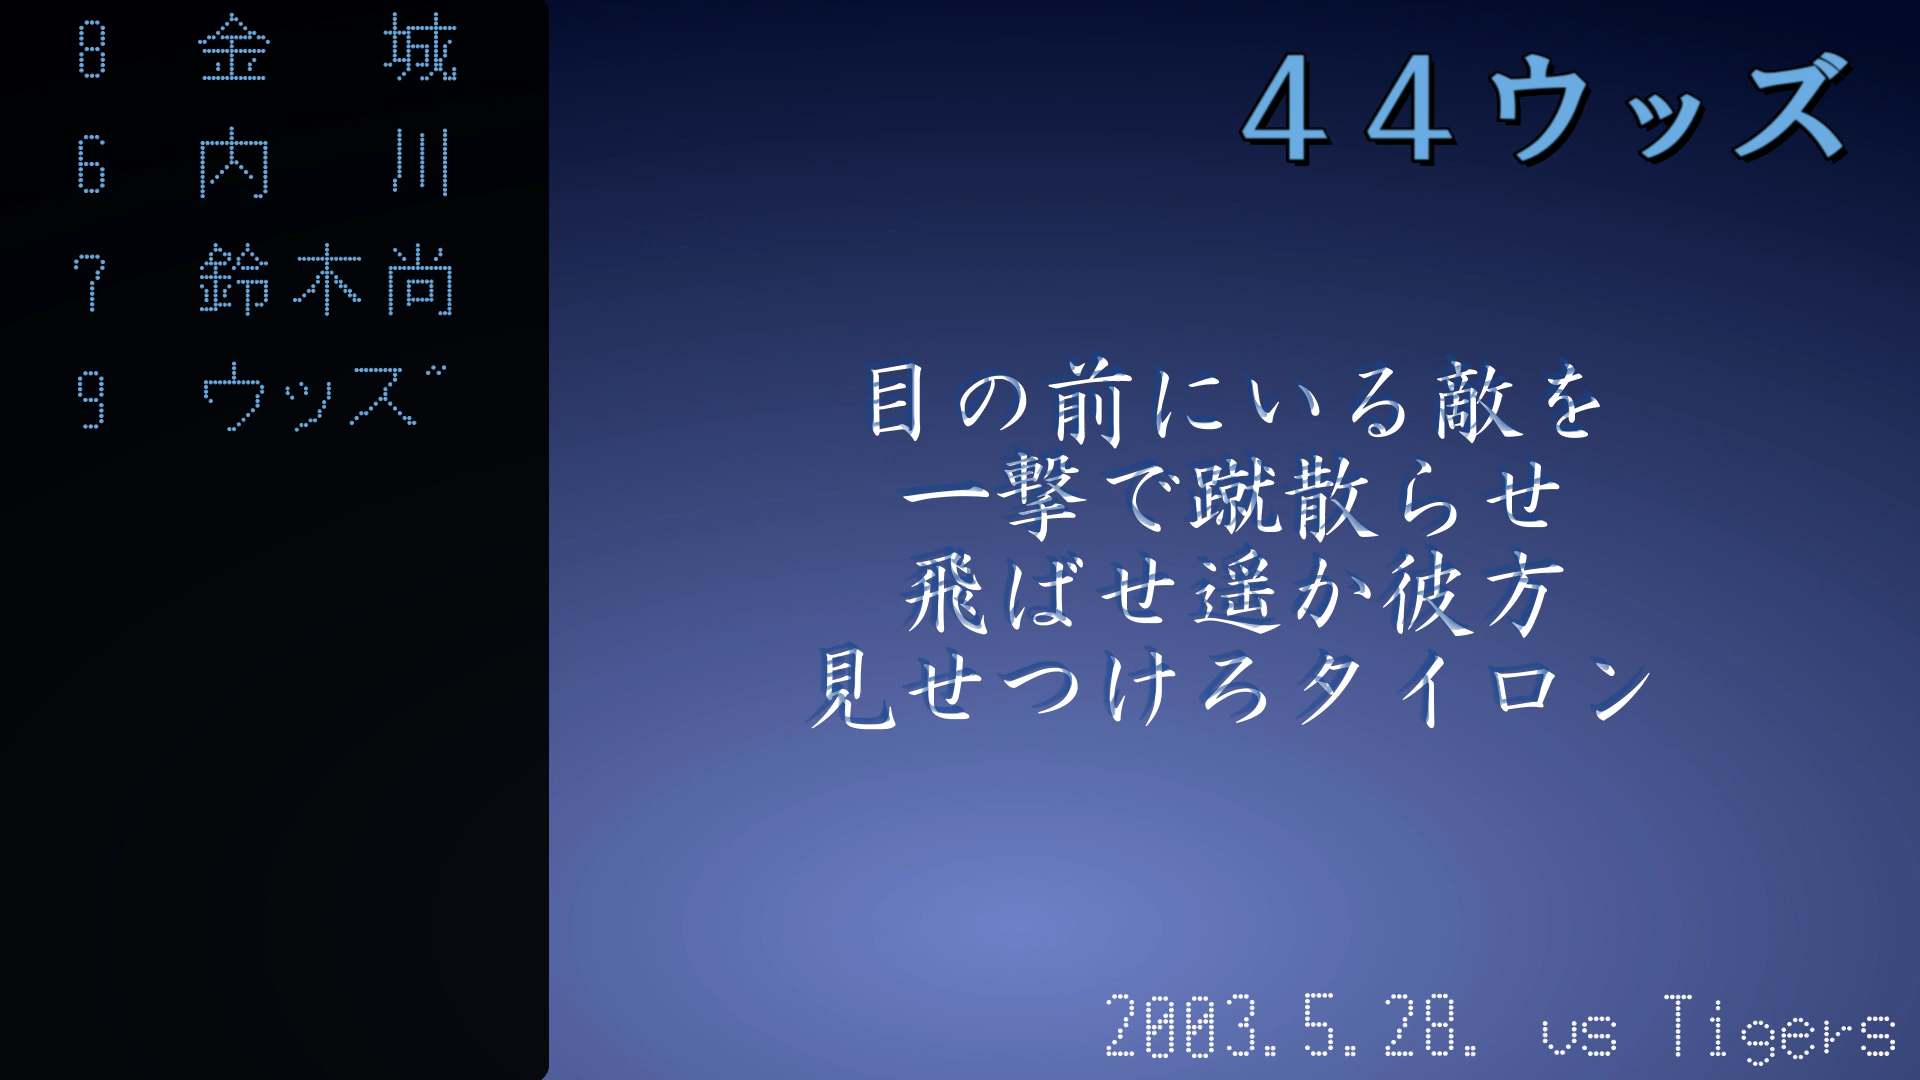 8 金 城
6 内 川
7 鈴木尚
9 ウッズ
44ウッズ
目の前にいる敵を
一撃で蹴散らせ
飛ばせ遥か彼方
見せつけろタイロン
2003.5.28. vs Tigers